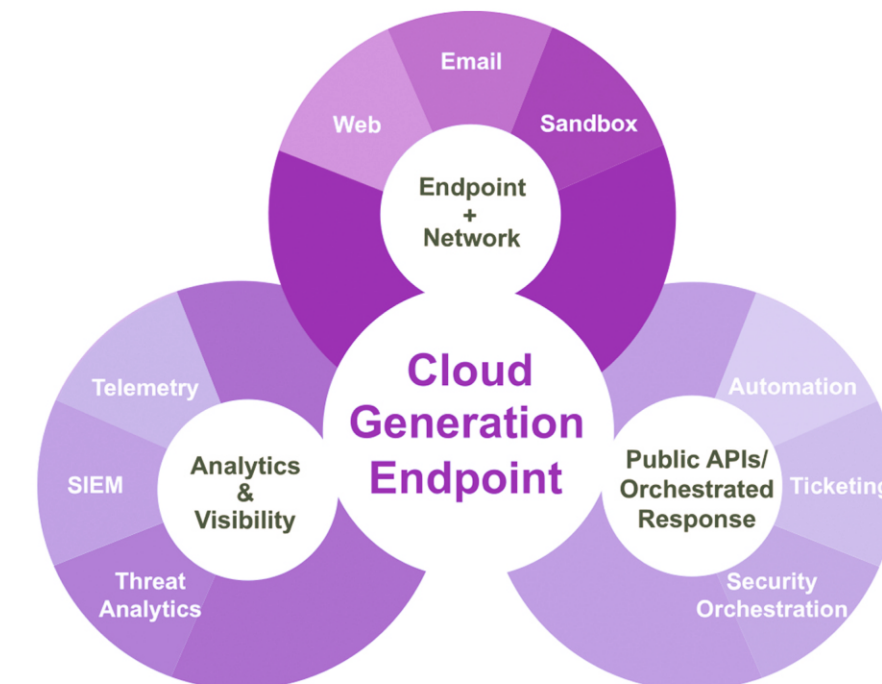 Email
Web
Sandbox
Endpoint
+
Network
Cloud
Generation
Endpoint
Telemetry
SIEM
Threat
Analytics
Analytics
&
Visibility
Public APIs/
Orchestrated
Response
Automation
Ticketing
Security
Orchestration